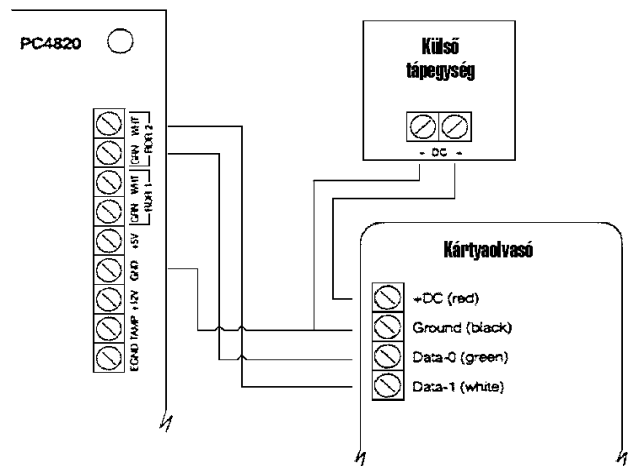 PC4820
WHT
GRN
RDR 2
WHT
GRN
RDR 1
+5V
GND
+12V
TAMP
EGND
Külső
tápegység
- DC +
Kártyaolvasó
+DC (red)
Ground (black)
Data-0 (green)
Data-1 (white)